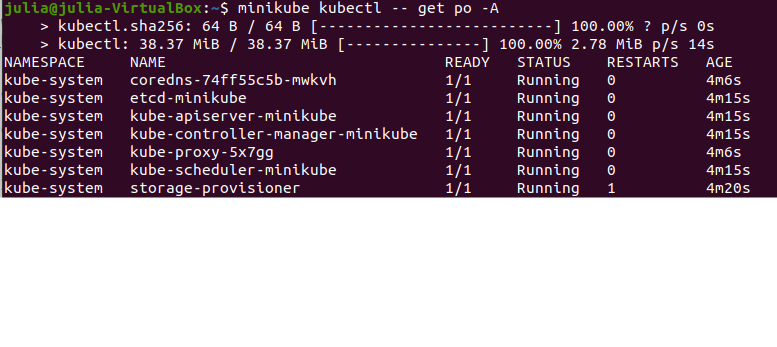 julia@julia-VirtualBox:~$ minikube kubectl -- get po -A
    > kubectl.sha256: 64 B / 64 B [--------------------------] 100.00% ? p/s 0s
    > kubectl: 38.37 MiB / 38.37 MiB [---------------] 100.00% 2.78 MiB p/s 14s
NAMESPACE     NAME                               READY   STATUS    RESTARTS   AGE
kube-system   coredns-74ff55c5b-mwkvh            1/1     Running   0          4m6s
kube-system   etcd-minikube                      1/1     Running   0          4m15s
kube-system   kube-apiserver-minikube            1/1     Running   0          4m15s
kube-system   kube-controller-manager-minikube   1/1     Running   0          4m15s
kube-system   kube-proxy-5x7gg                   1/1     Running   0          4m6s
kube-system   kube-scheduler-minikube            1/1     Running   0          4m15s
kube-system   storage-provisioner                1/1     Running   1          4m20s